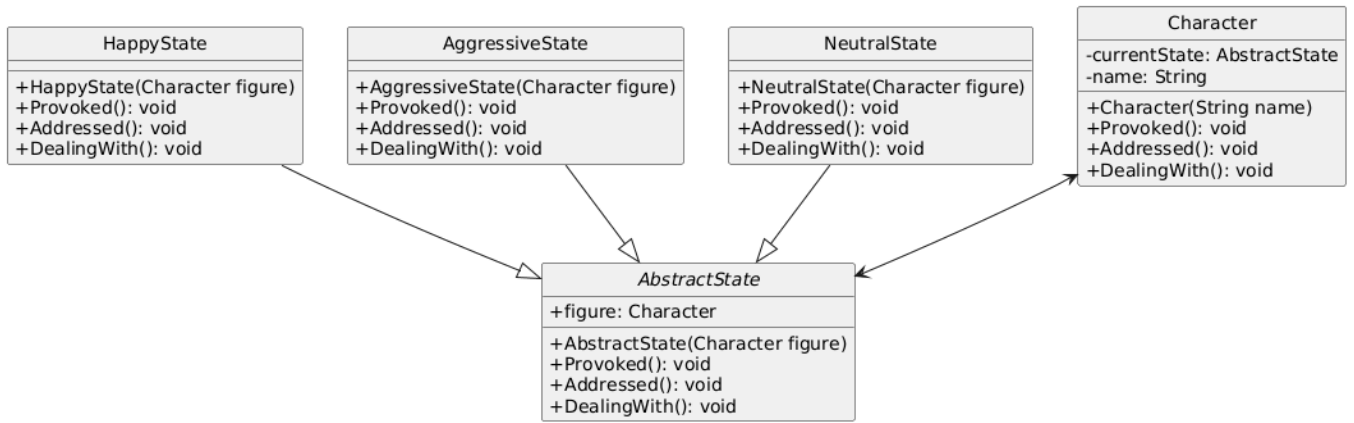 HappyState
+HappyState(Character figure)
+Provoked(): void
+Addressed(): void
+DealingWith(): void
AggressiveState
+AggressiveState(Character figure)
+Provoked(): void
+Addressed(): void
+DealingWith(): void
NeutralState
+NeutralState(Character figure)
+Provoked(): void
+Addressed(): void
+DealingWith(): void
Character
-currentState: AbstractState
-name: String
+Character(String name)
+Provoked(): void
+Addressed(): void
+DealingWith(): void
AbstractState
+figure: Character
+AbstractState(Character figure)
+Provoked(): void
+Addressed(): void
+DealingWith(): void